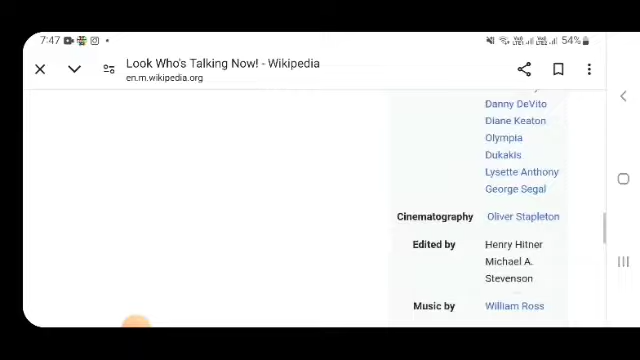 7:47 54%
Look Who's Talking Now! - Wikipedia
en.m.wikipedia.org
Danny DeVito
Diane Keaton
Olympia
Dukakis
Lysette Anthony
George Segal
Cinematography Oliver Stapleton
Edited by Henry Hitner
Michael A.
Stevenson
Music by William Ross